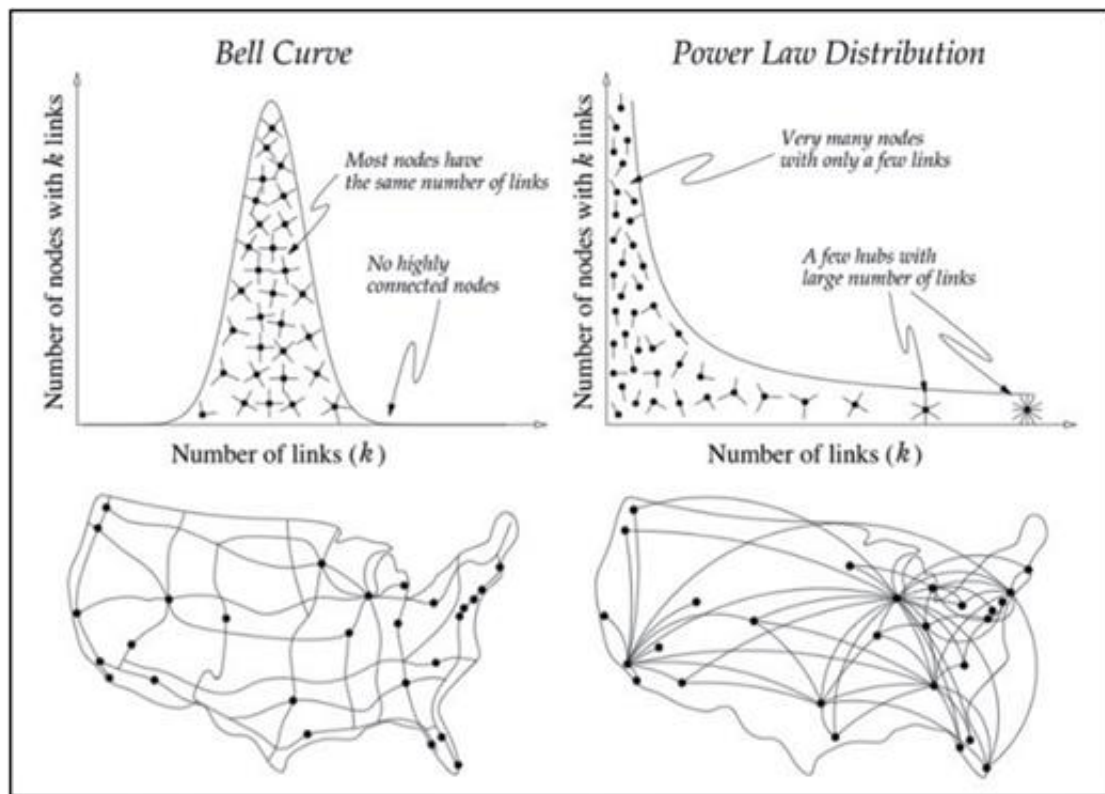 Bell Curve
Number of nodes with k links
Most nodes have
the same number of links
No highly
connected nodes
Number of links (k)
Power Law Distribution
Number of nodes with k links
Very many nodes
with only a few links
A few hubs with
large number of links
Number of links (k)